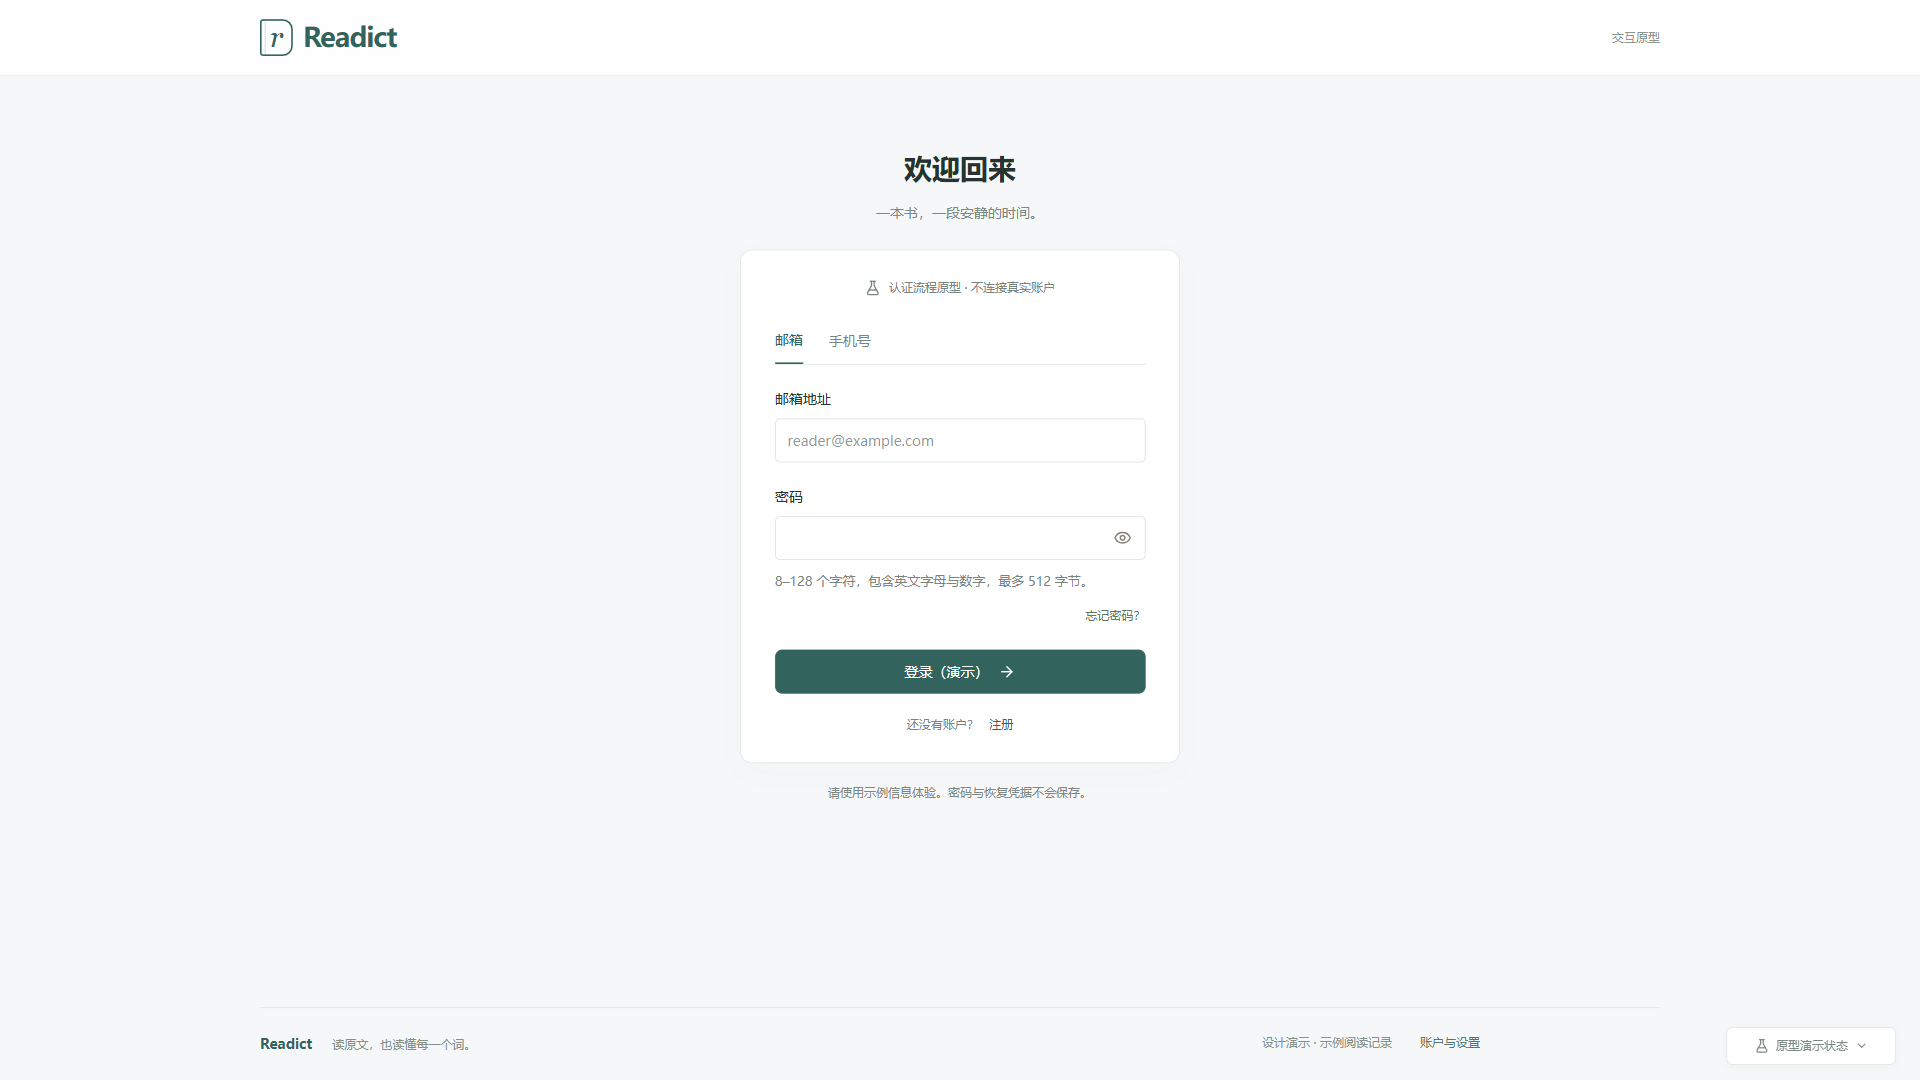 r Readict
交互原型
欢迎回来
一本书，一段安静的时间。
认证流程原型 · 不连接真实账户
邮箱 手机号
邮箱地址
reader@example.com
密码
8–128 个字符，包含英文字母与数字，最多 512 字节。
忘记密码？
登录（演示） →
还没有账户？ 注册
请使用示例信息体验。密码与恢复凭据不会保存。
Readict 读原文，也读懂每一个词。
设计演示 · 示例阅读记录 账户与设置
原型演示状态